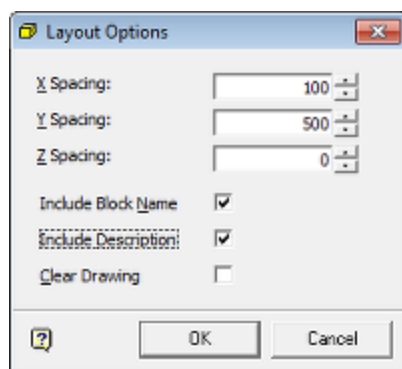 Layout Options
X Spacing: 100
Y Spacing: 500
Z Spacing: 0
Include Block Name
Include Description
Clear Drawing
OK Cancel